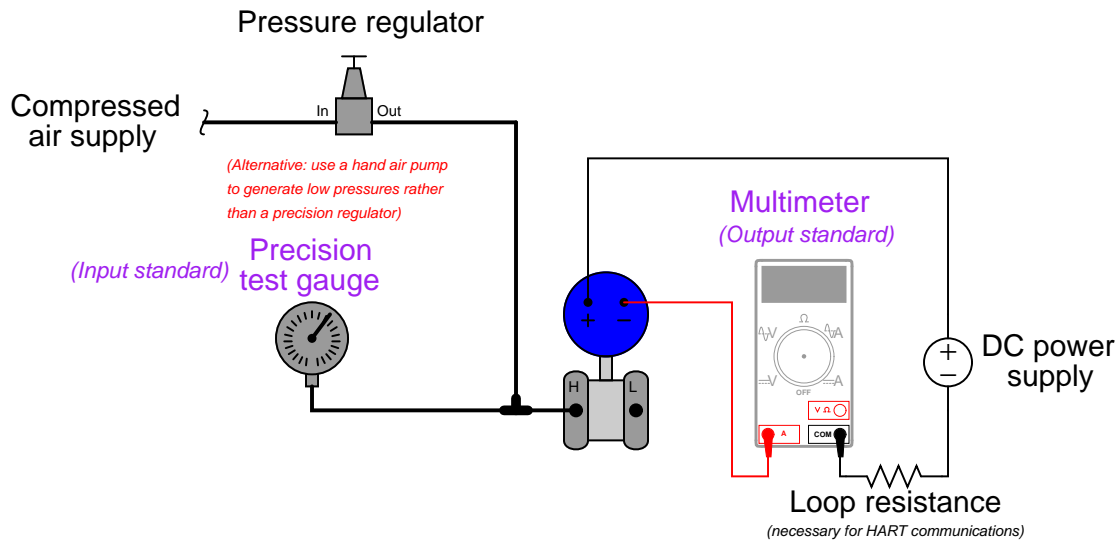 Pressure regulator
Compressed
air supply
In
Out
(Alternative: use a hand air pump
to generate low pressures rather
than a precision regulator)
(Input standard)
Precision
test gauge
Multimeter
(Output standard)
+
−
H
L
Ω
V
A
V
A
OFF
V Ω
A
COM
+
−
DC power
supply
Loop resistance
(necessary for HART communications)